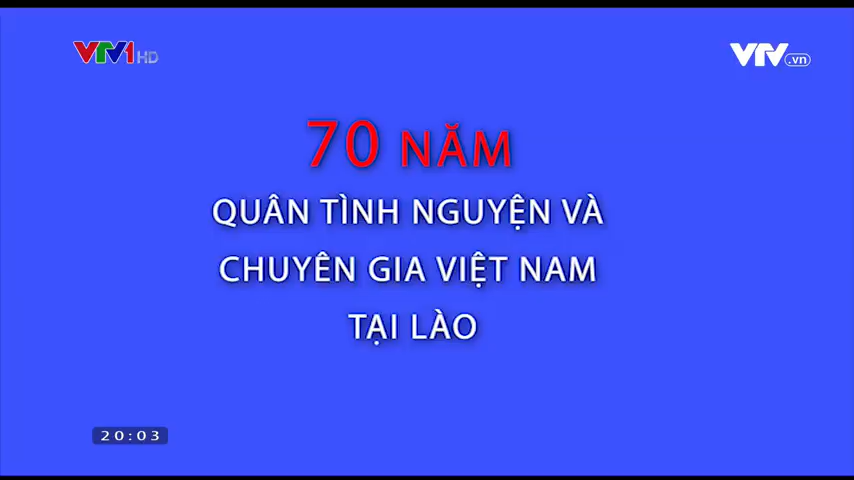 VTV1 HD
VTV.vn
70 NĂM
QUÂN TÌNH NGUYỆN VÀ
CHUYÊN GIA VIỆT NAM
TẠI LÀO
20:03